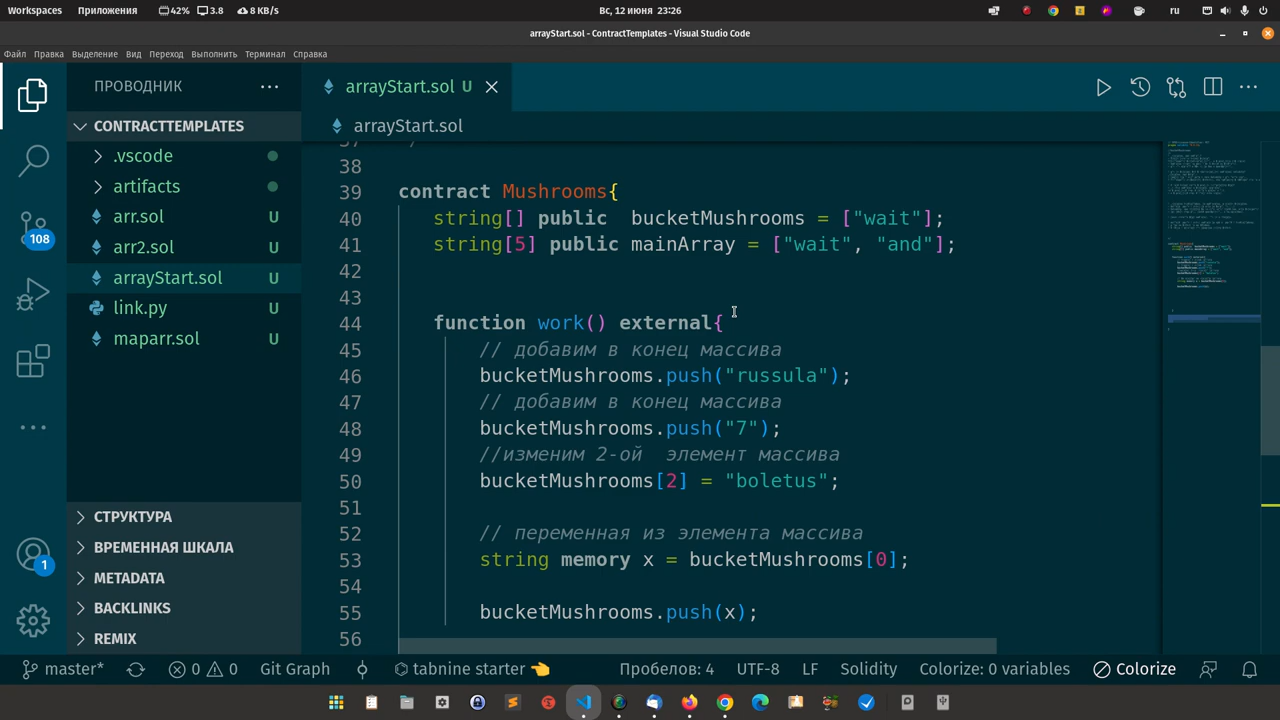 Workspaces Приложения 42% 3.8 8 KB/s Вс, 12 июня 23:26 ru
arrayStart.sol - ContractTemplates - Visual Studio Code
Файл Правка Выделение Вид Переход Выполнить Терминал Справка
ПРОВОДНИК
arrayStart.sol U
CONTRACTTEMPLATES
arrayStart.sol
.vscode
artifacts
arr.sol U
arr2.sol U
arrayStart.sol U
link.py U
maparr.sol U
108
СТРУКТУРА
ВРЕМЕННАЯ ШКАЛА
METADATA
BACKLINKS
REMIX
1
37 */
38
39 contract Mushrooms{
40 string[] public bucketMushrooms = ["wait"];
41 string[5] public mainArray = ["wait", "and"];
42
43
44 function work() external{
45 // добавим в конец массива
46 bucketMushrooms.push("russula");
47 // добавим в конец массива
48 bucketMushrooms.push("7");
49 //изменим 2-ой элемент массива
50 bucketMushrooms[2] = "boletus";
51
52 // переменная из элемента массива
53 string memory x = bucketMushrooms[0];
54
55 bucketMushrooms.push(x);
56
master* 0 0 Git Graph tabnine starter 👈 Пробелов: 4 UTF-8 LF Solidity Colorize: 0 variables Colorize